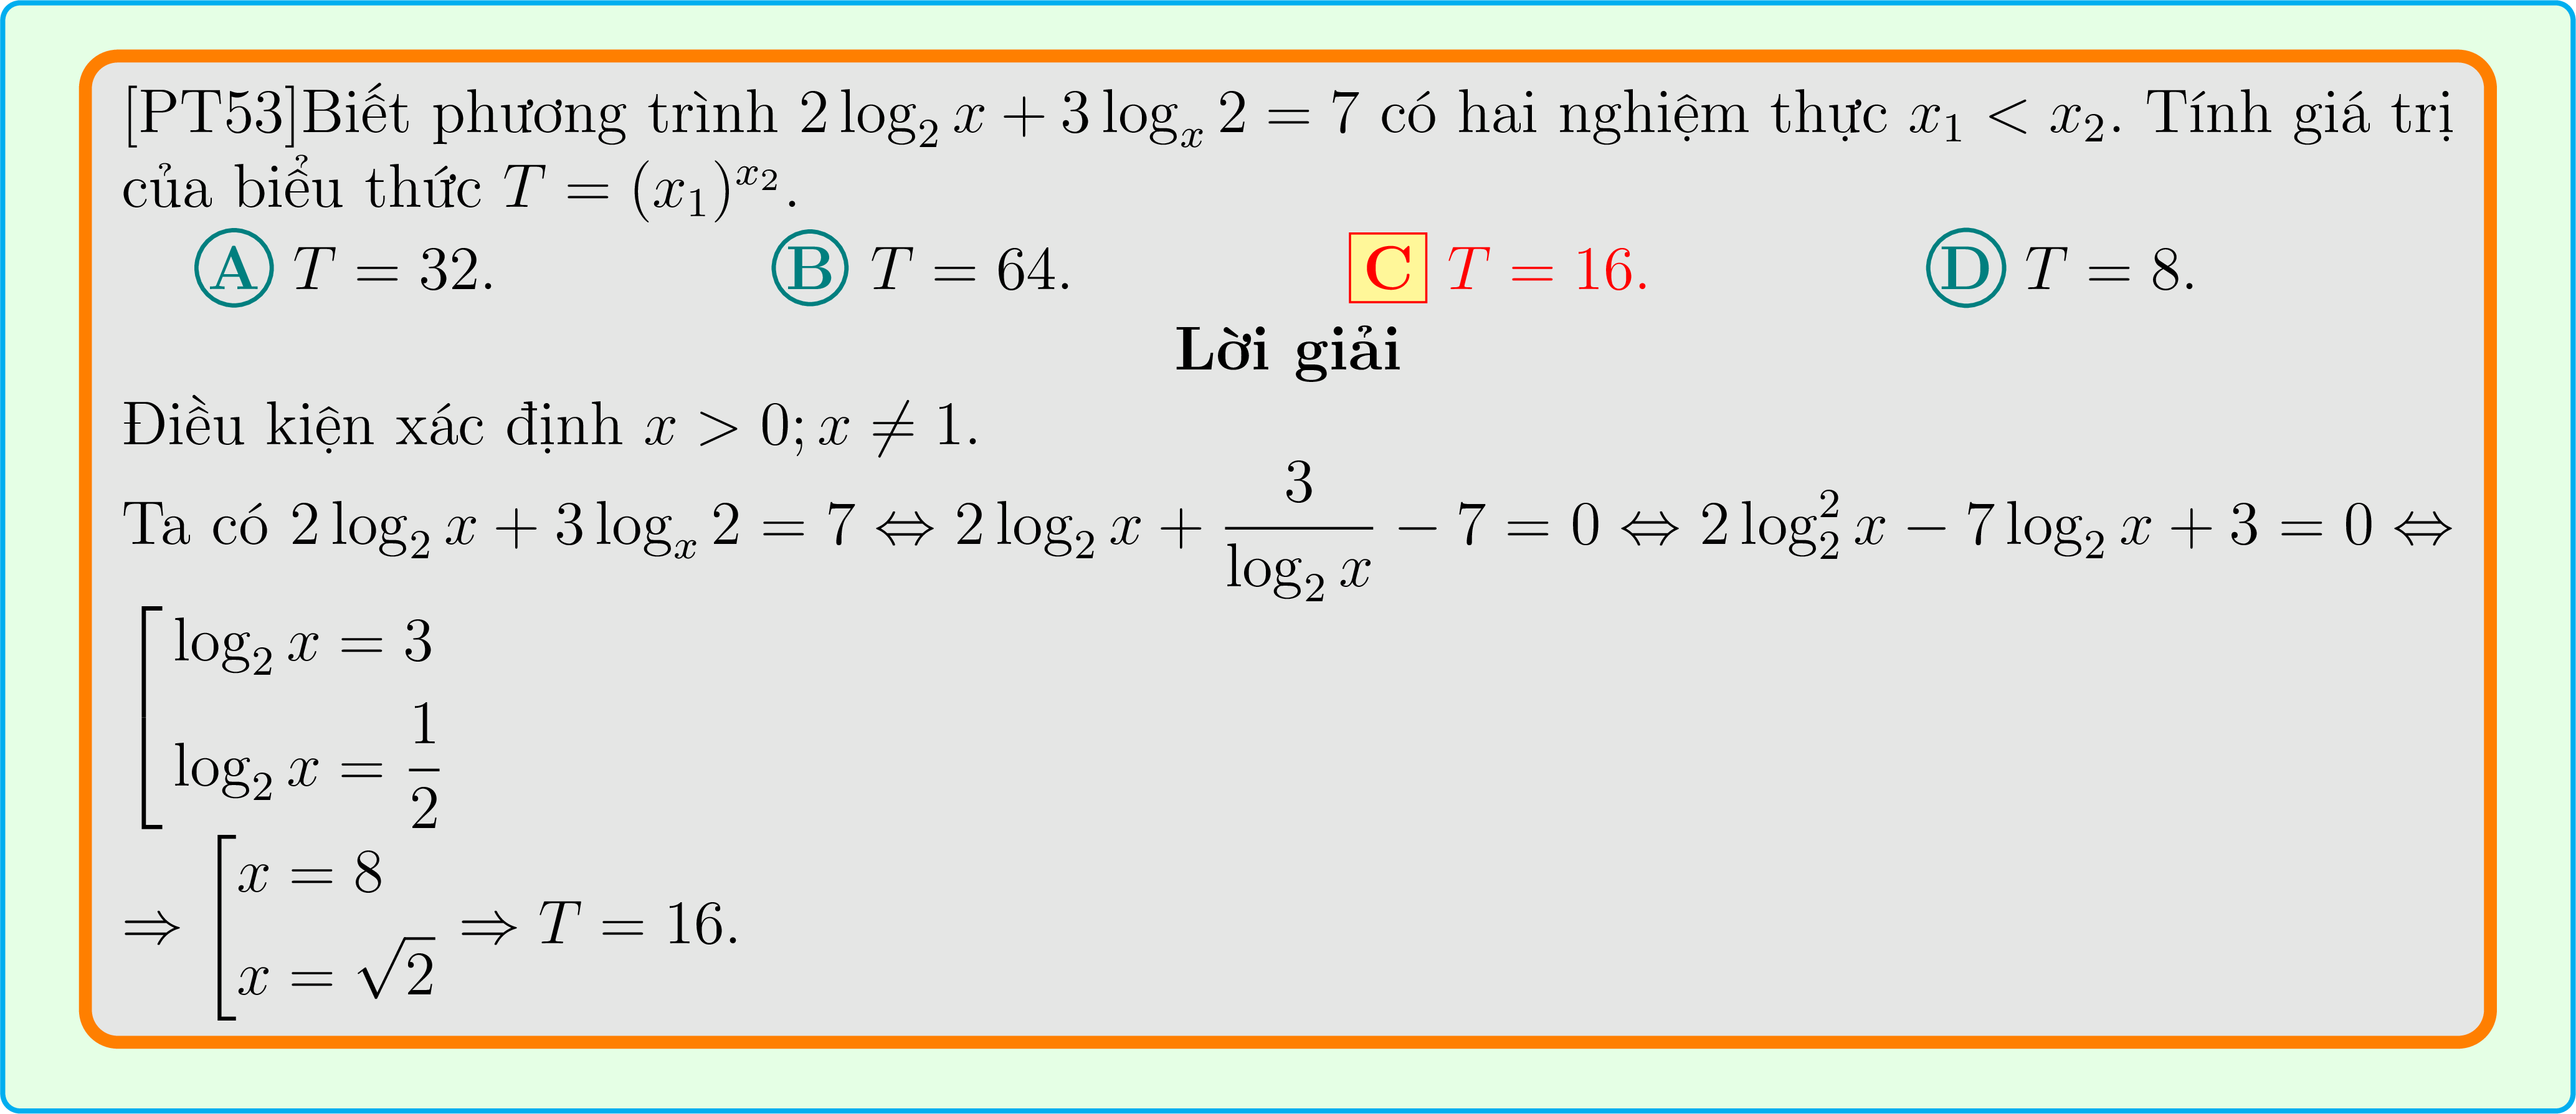 [PT53]Biết phương trình $2\log_2 x + 3\log_x 2 = 7$ có hai nghiệm thực $x_1 < x_2$. Tính giá trị
của biểu thức $T = (x_1)^{x_2}$.
A $T = 32.$ B $T = 64.$ C $T = 16.$ D $T = 8.$
Lời giải
Điều kiện xác định $x > 0; x \neq 1.$
Ta có $2\log_2 x + 3\log_x 2 = 7 \Leftrightarrow 2\log_2 x + \dfrac{3}{\log_2 x} - 7 = 0 \Leftrightarrow 2\log_2^2 x - 7\log_2 x + 3 = 0 \Leftrightarrow$
$\left[\begin{array}{l} \log_2 x = 3 \\ \log_2 x = \dfrac{1}{2} \end{array}\right.$
$\Rightarrow \left[\begin{array}{l} x = 8 \\ x = \sqrt{2} \end{array}\right. \Rightarrow T = 16.$